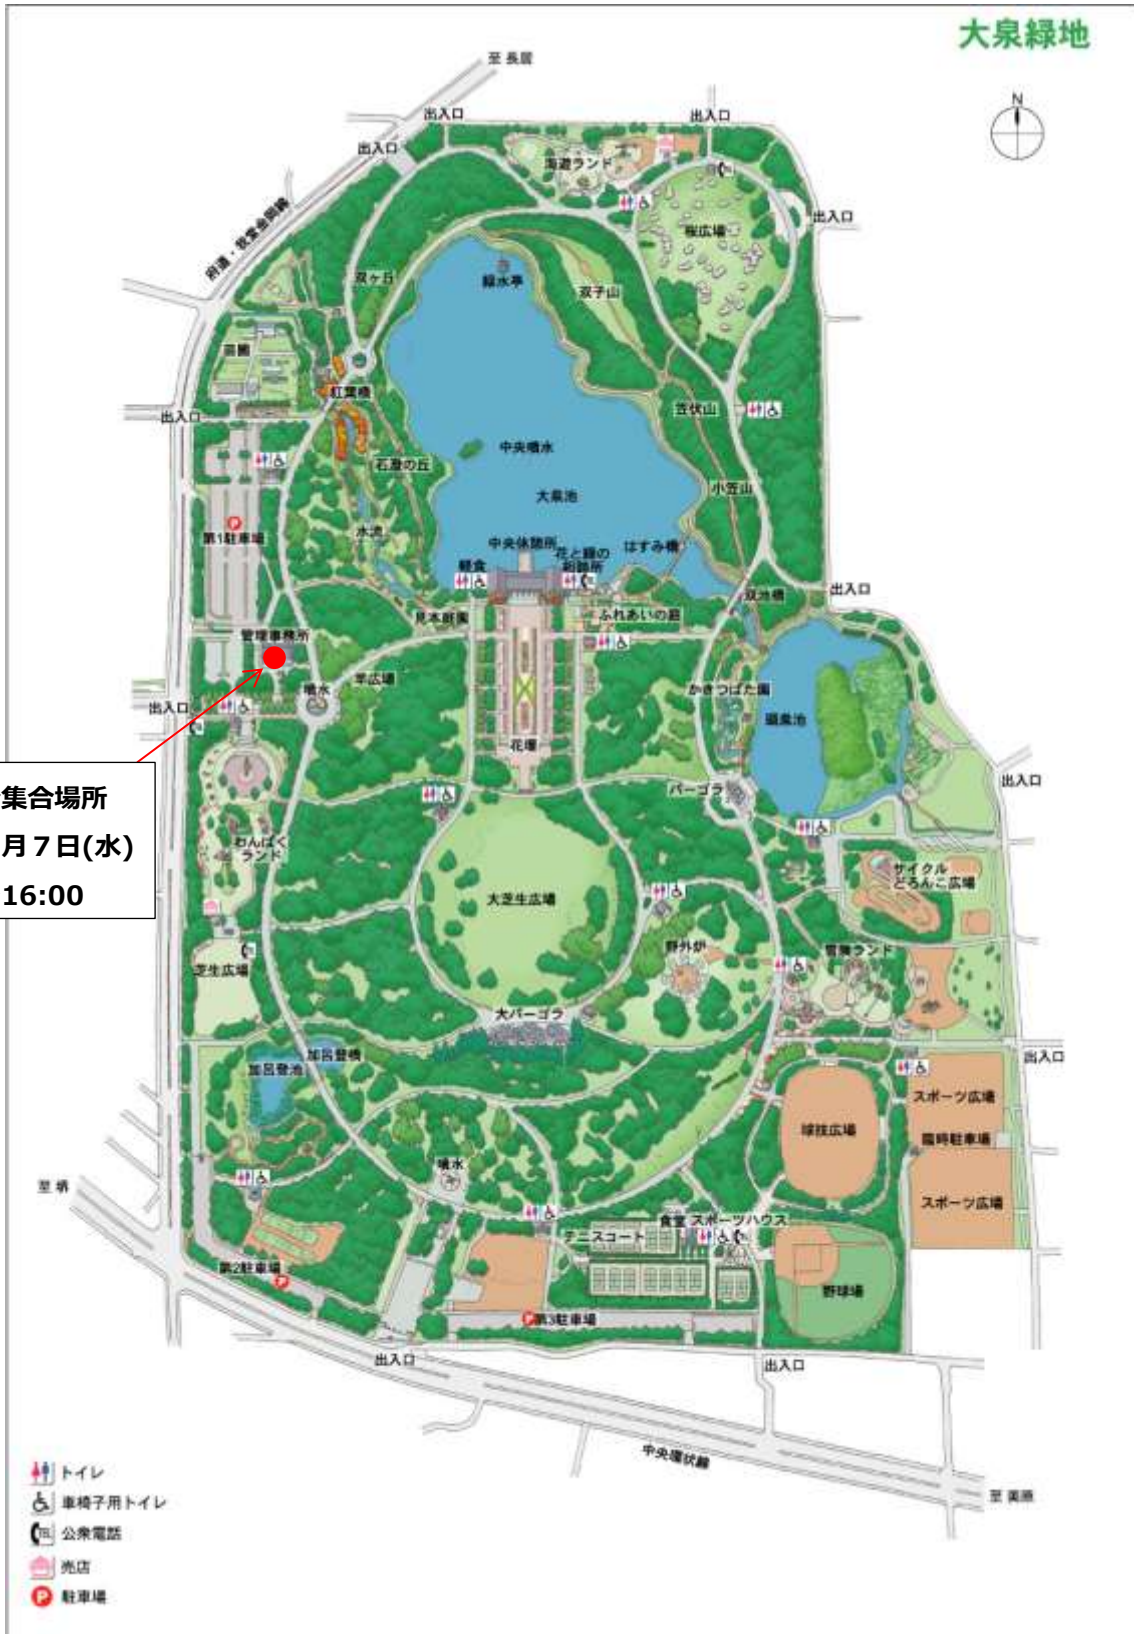 大泉緑地
至 長居
N
出入口
出入口
出入口
海遊ランド
桜広場
出入口
府道・我堂金岡線
双ヶ丘
緑水亭
双子山
苗圃
紅葉橋
出入口
笠伏山
中央噴水
石澄の丘
小笠山
大泉池
水流
第1駐車場
中央休憩所
花と緑の
相談所
はすみ橋
軽食
双池橋
出入口
見本庭園
ふれあいの庭
管理事務所
草広場
噴水
かきつばた園
頭泉池
出入口
花壇
パーゴラ
出入口
集合場所
月7日(水)
16:00
わんぱく
ランド
サイクル
どろんこ広場
大芝生広場
野外炉
冒険ランド
芝生広場
大パーゴラ
加呂登橋
加呂登池
出入口
スポーツ広場
球技広場
臨時駐車場
噴水
至 堺
スポーツ広場
食堂 スポーツハウス
テニスコート
第2駐車場
野球場
第3駐車場
出入口
出入口
中央環状線
至 美原
トイレ
車椅子用トイレ
TEL 公衆電話
売店
P 駐車場